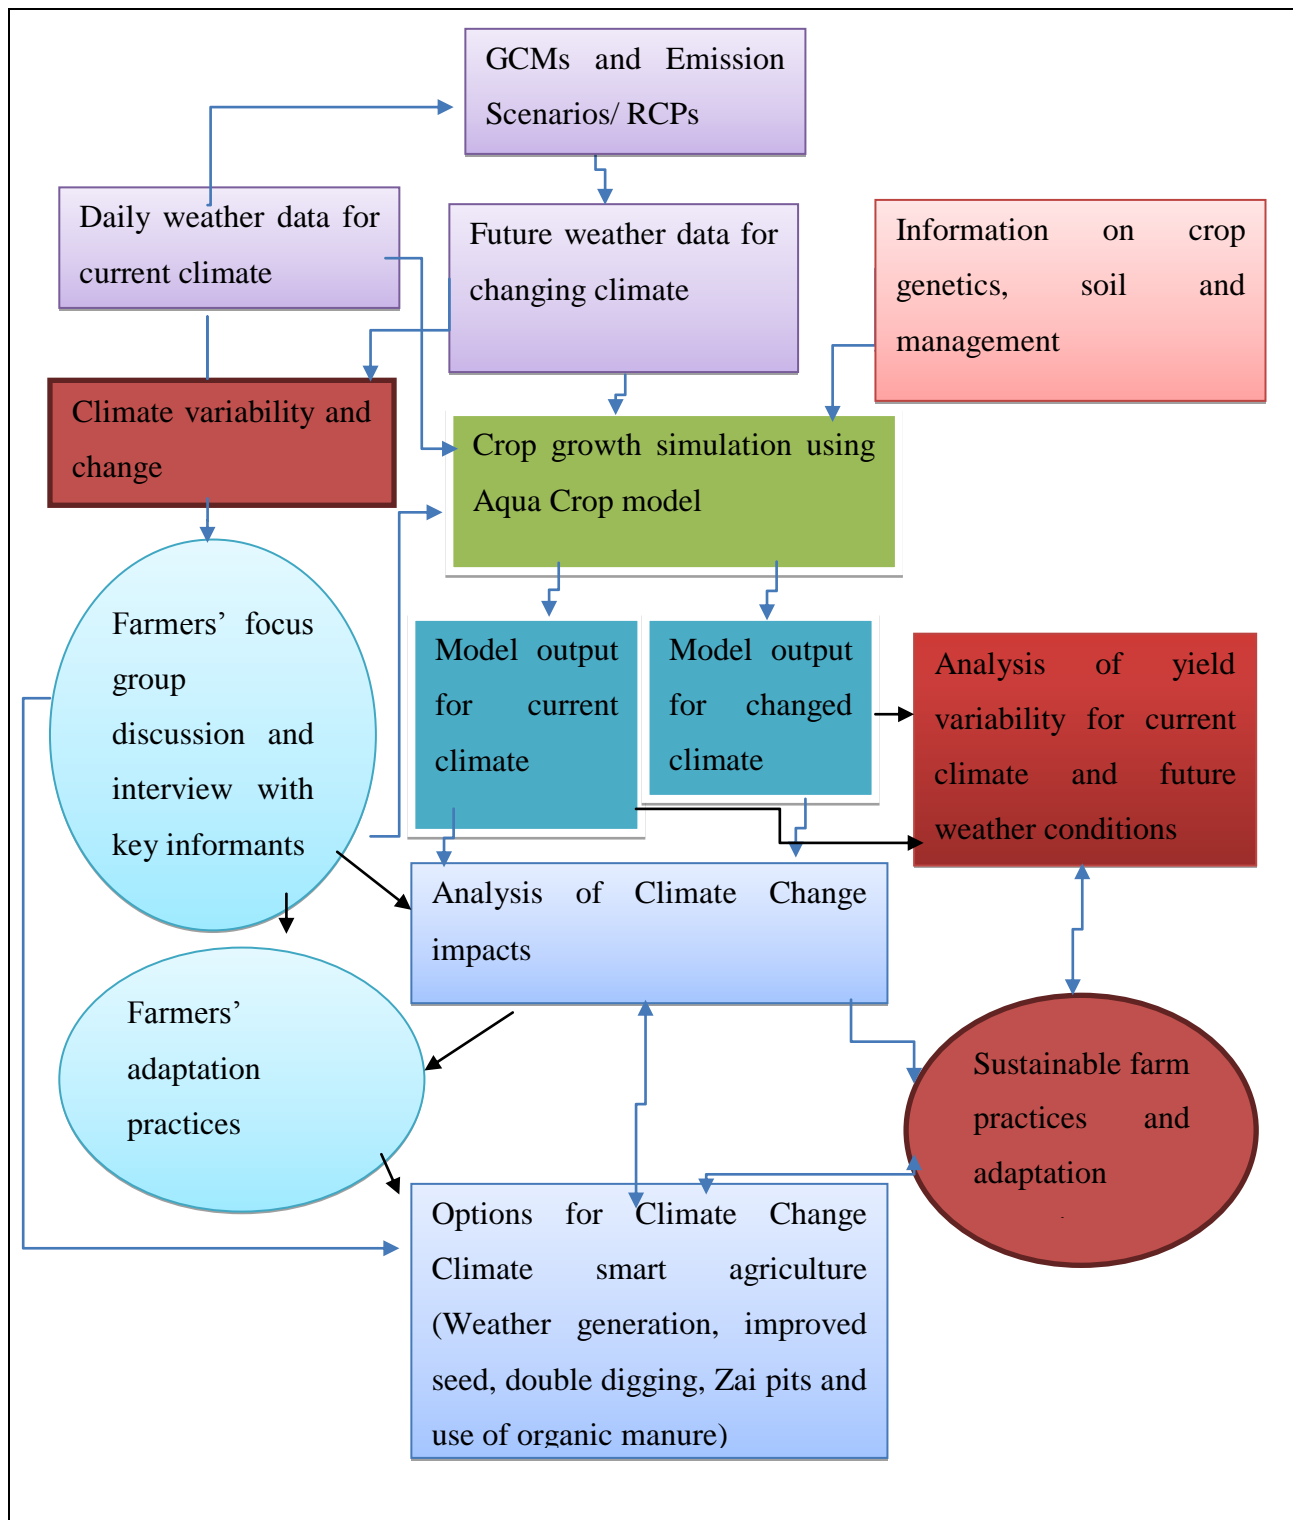 GCMs and Emission
Scenarios/ RCPs
Daily weather data for
current climate
Future weather data for
changing climate
Information on crop
genetics, soil and
management
Climate variability and
change
Crop growth simulation using
Aqua Crop model
Farmers’ focus
group
discussion and
interview with
key informants
Model output
for current
climate
Model output
for changed
climate
Analysis of yield
variability for current
climate and future
weather conditions
Analysis of Climate Change
impacts
Farmers’
adaptation
practices
Sustainable farm
practices and
adaptation
Options for Climate Change
Climate smart agriculture
(Weather generation, improved
seed, double digging, Zai pits and
use of organic manure)